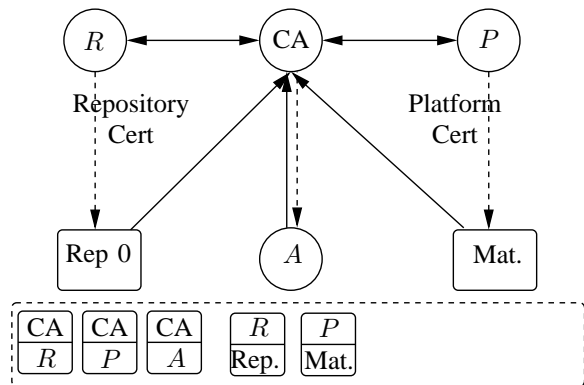 R CA P
Repository Platform
Cert Cert
Rep 0 A Mat.
CA CA CA R P
R P A Rep. Mat.